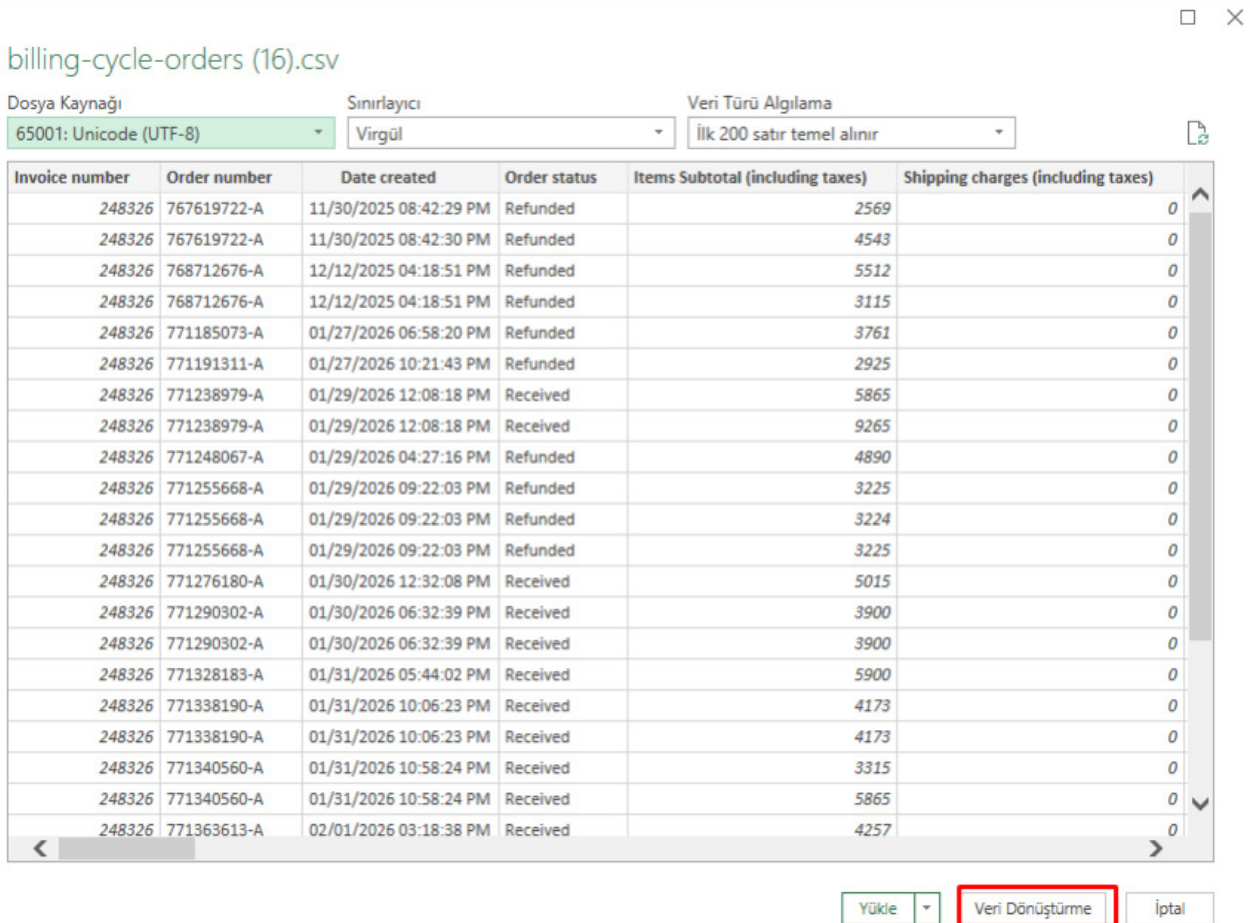 billing-cycle-orders (16).csv
Dosya Kaynağı Sınırlayıcı Veri Türü Algılama
65001: Unicode (UTF-8) Virgül İlk 200 satır temel alınır
Invoice number Order number Date created Order status Items Subtotal (including taxes) Shipping charges (including taxes)
248326 767619722-A 11/30/2025 08:42:29 PM Refunded 2569 0
248326 767619722-A 11/30/2025 08:42:30 PM Refunded 4543 0
248326 768712676-A 12/12/2025 04:18:51 PM Refunded 5512 0
248326 768712676-A 12/12/2025 04:18:51 PM Refunded 3115 0
248326 771185073-A 01/27/2026 06:58:20 PM Refunded 3761 0
248326 771191311-A 01/27/2026 10:21:43 PM Refunded 2925 0
248326 771238979-A 01/29/2026 12:08:18 PM Received 5865 0
248326 771238979-A 01/29/2026 12:08:18 PM Received 9265 0
248326 771248067-A 01/29/2026 04:27:16 PM Refunded 4890 0
248326 771255668-A 01/29/2026 09:22:03 PM Refunded 3225 0
248326 771255668-A 01/29/2026 09:22:03 PM Refunded 3224 0
248326 771255668-A 01/29/2026 09:22:03 PM Refunded 3225 0
248326 771276180-A 01/30/2026 12:32:08 PM Received 5015 0
248326 771290302-A 01/30/2026 06:32:39 PM Received 3900 0
248326 771290302-A 01/30/2026 06:32:39 PM Received 3900 0
248326 771328183-A 01/31/2026 05:44:02 PM Received 5900 0
248326 771338190-A 01/31/2026 10:06:23 PM Received 4173 0
248326 771338190-A 01/31/2026 10:06:23 PM Received 4173 0
248326 771340560-A 01/31/2026 10:58:24 PM Received 3315 0
248326 771340560-A 01/31/2026 10:58:24 PM Received 5865 0
248326 771363613-A 02/01/2026 03:18:38 PM Received 4257 0
Yükle Veri Dönüştürme İptal